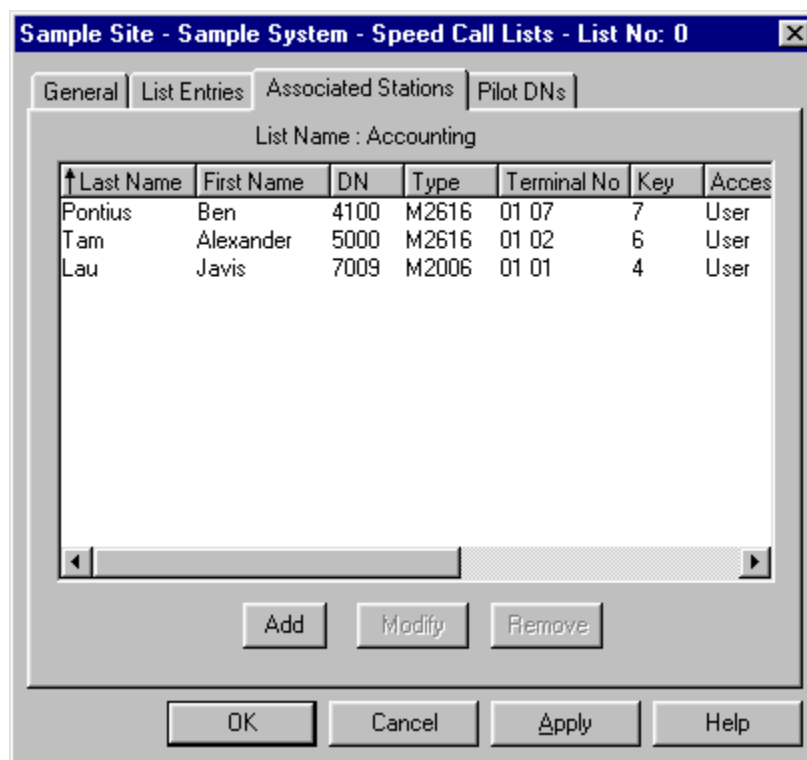 Sample Site - Sample System - Speed Call Lists - List No: 0
General List Entries Associated Stations Pilot DNs
List Name : Accounting
Last Name First Name DN Type Terminal No Key Acces
Pontius Ben 4100 M2616 01 07 7 User
Tam Alexander 5000 M2616 01 02 6 User
Lau Javis 7009 M2006 01 01 4 User
Add Modify Remove
OK Cancel Apply Help